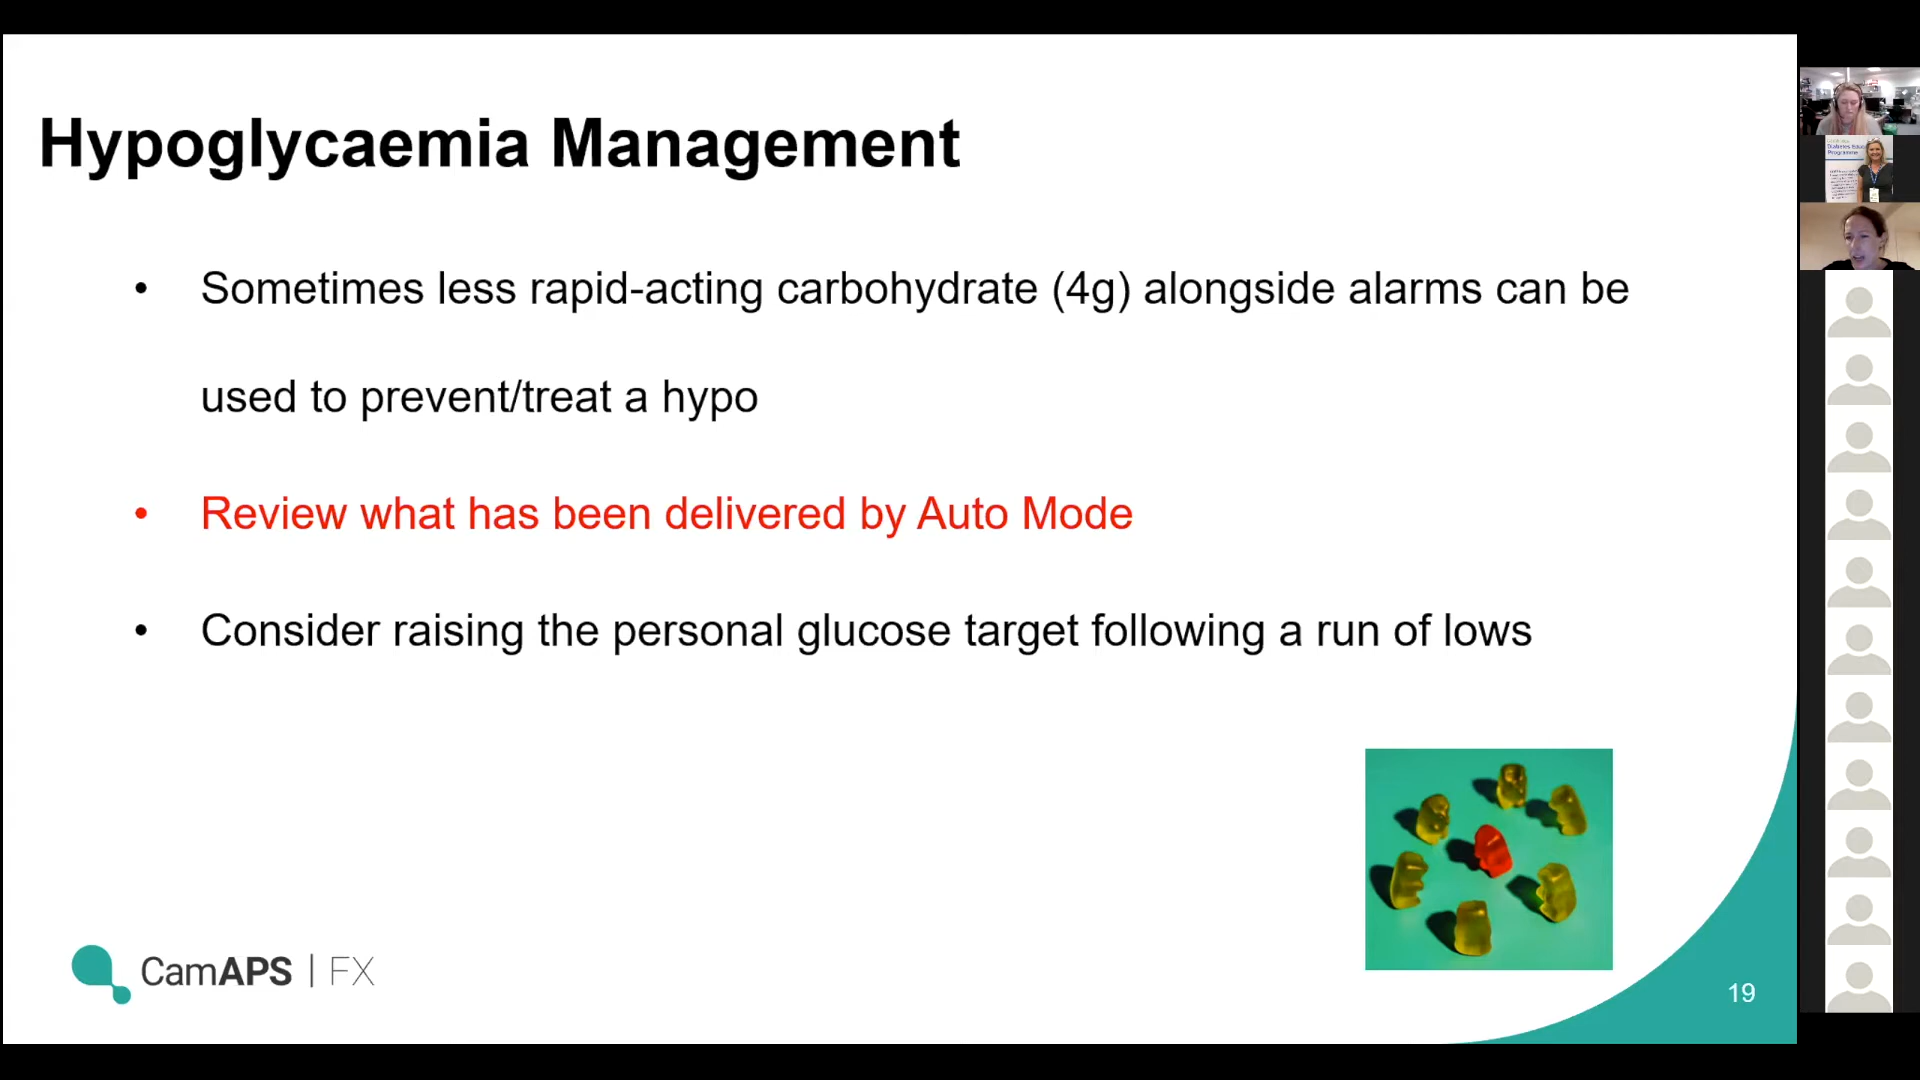 Hypoglycaemia Management
• Sometimes less rapid-acting carbohydrate (4g) alongside alarms can be
used to prevent/treat a hypo
• Review what has been delivered by Auto Mode
• Consider raising the personal glucose target following a run of lows
CamAPS | FX
19
Programme